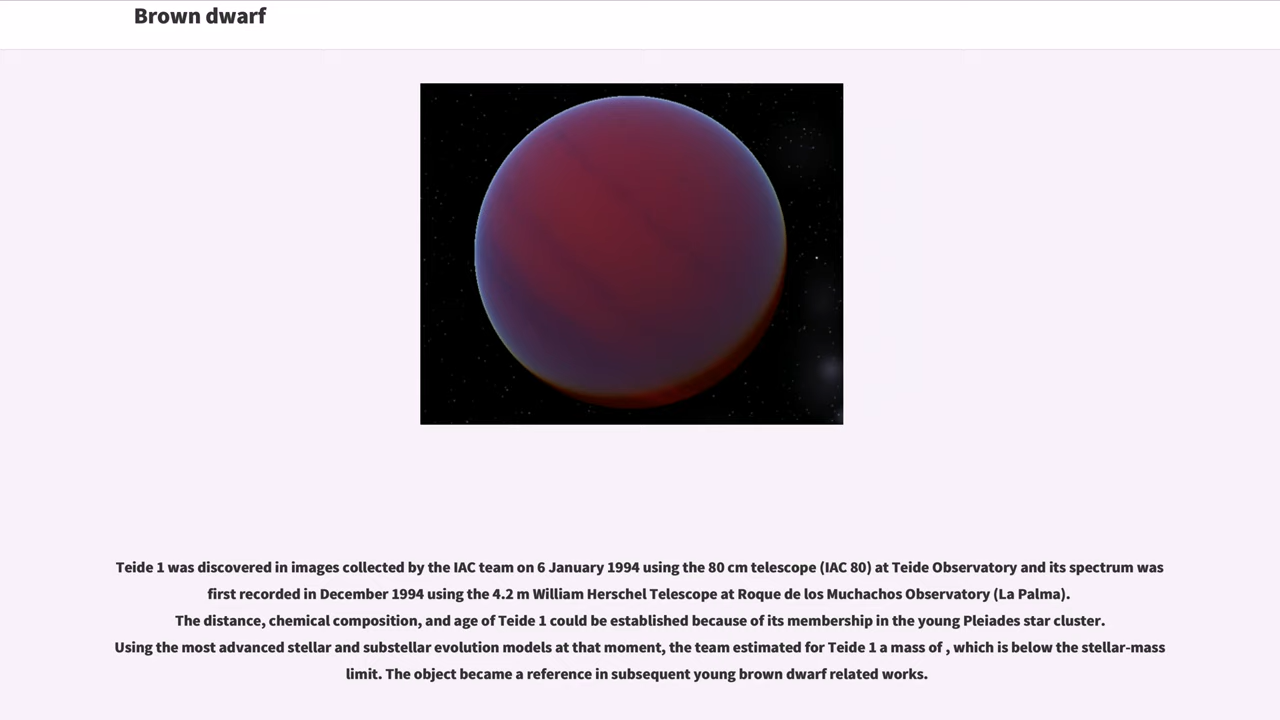 Brown dwarf
Teide 1 was discovered in images collected by the IAC team on 6 January 1994 using the 80 cm telescope (IAC 80) at Teide Observatory and its spectrum was
first recorded in December 1994 using the 4.2 m William Herschel Telescope at Roque de los Muchachos Observatory (La Palma).
The distance, chemical composition, and age of Teide 1 could be established because of its membership in the young Pleiades star cluster.
Using the most advanced stellar and substellar evolution models at that moment, the team estimated for Teide 1 a mass of , which is below the stellar-mass
limit. The object became a reference in subsequent young brown dwarf related works.